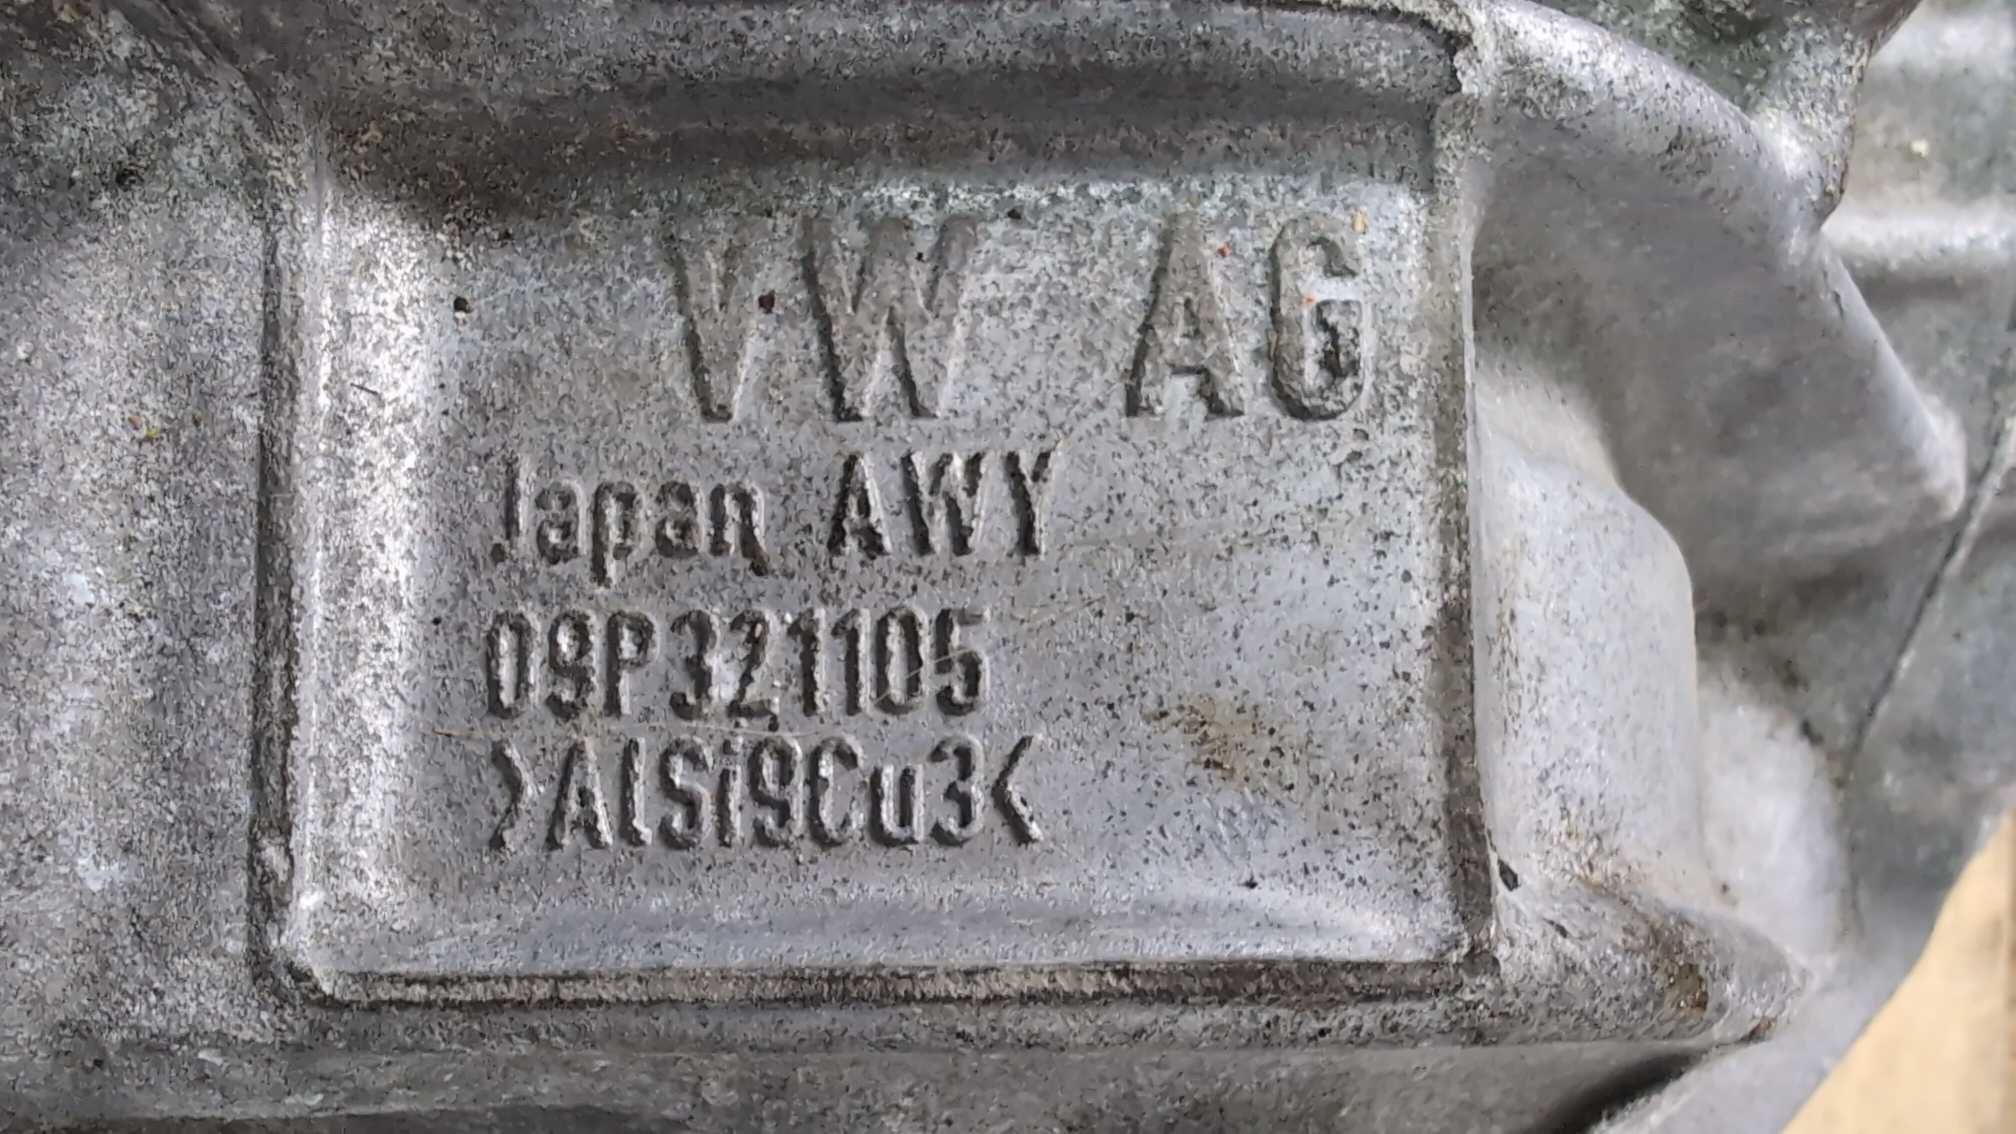 VW AG
Japan AWY
09P321105
>AlSi9Cu3<